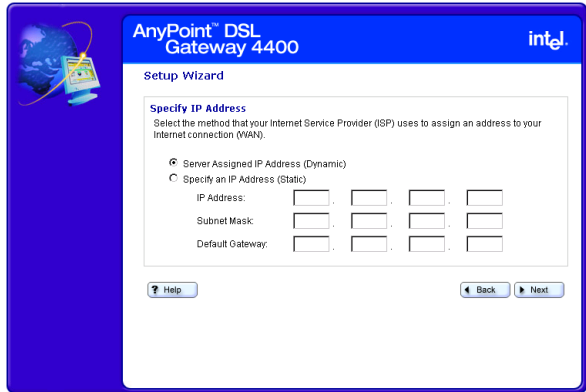 AnyPoint™ DSL
Gateway 4400
intel.
Setup Wizard
Specify IP Address
Select the method that your Internet Service Provider (ISP) uses to assign an address to your
Internet connection (WAN).
Server Assigned IP Address (Dynamic)
Specify an IP Address (Static)
IP Address: . . .
Subnet Mask: . . .
Default Gateway: . . .
? Help
Back
Next